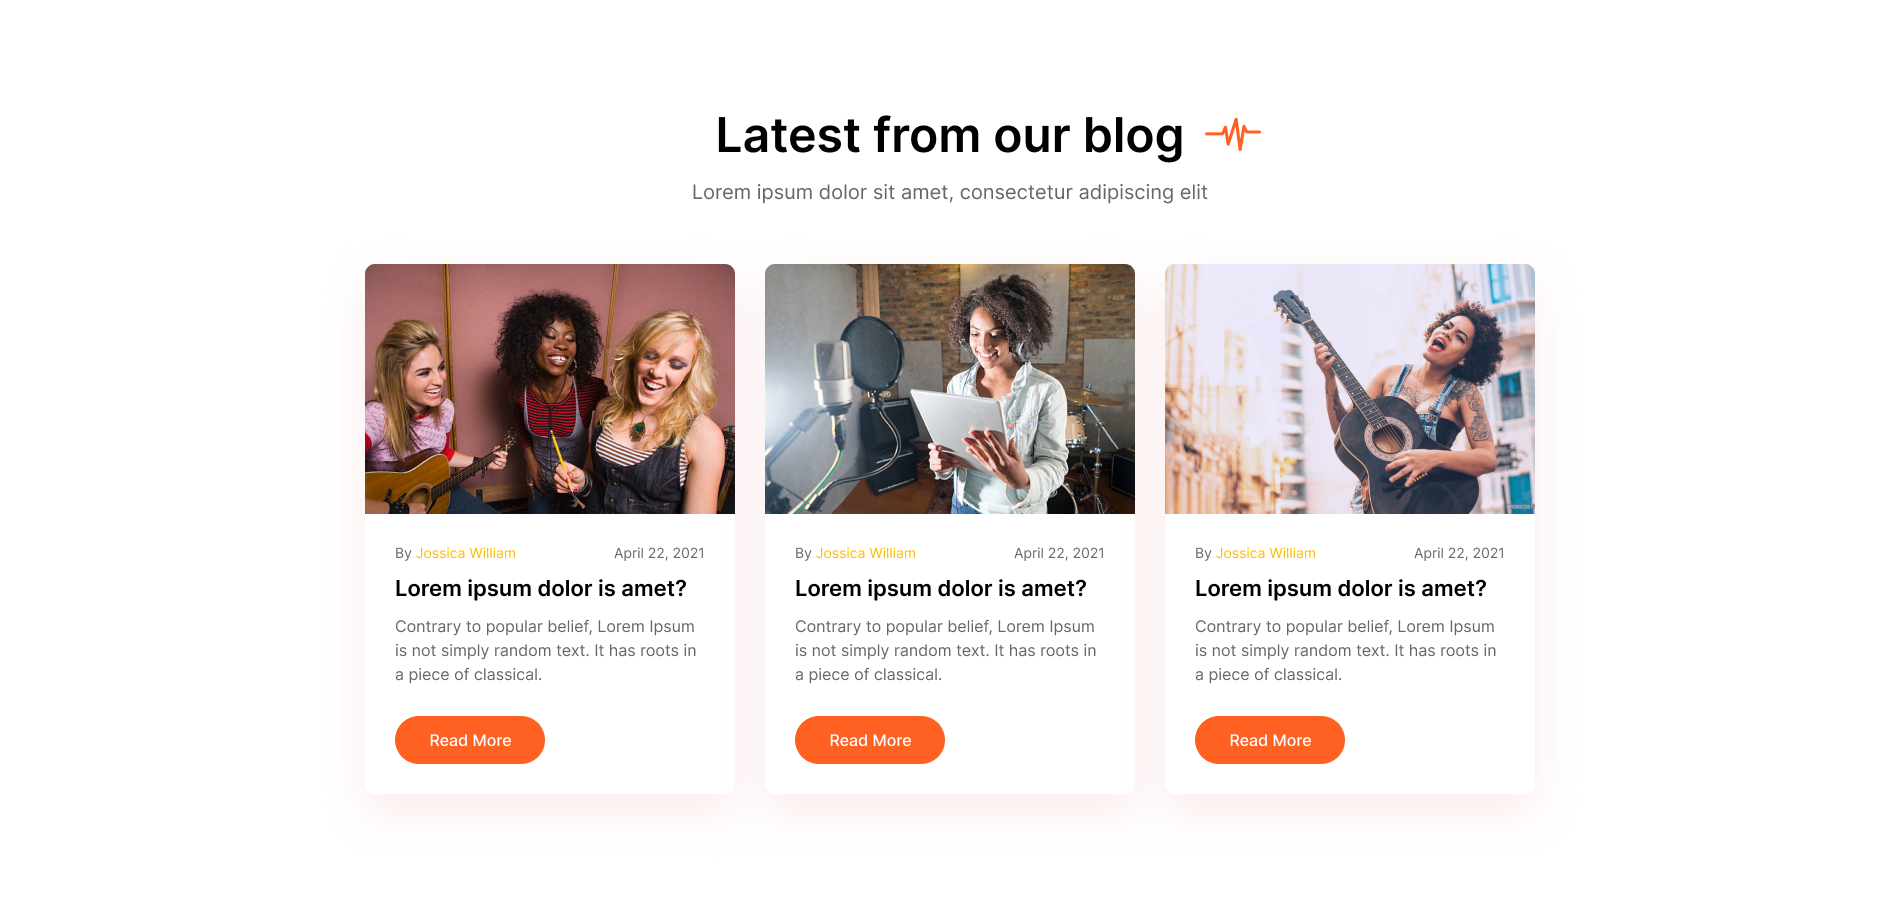 Latest from our blog
Lorem ipsum dolor sit amet, consectetur adipiscing elit
By Jossica William April 22, 2021
Lorem ipsum dolor is amet?
Contrary to popular belief, Lorem Ipsum
is not simply random text. It has roots in
a piece of classical.
Read More
By Jossica William April 22, 2021
Lorem ipsum dolor is amet?
Contrary to popular belief, Lorem Ipsum
is not simply random text. It has roots in
a piece of classical.
Read More
By Jossica William April 22, 2021
Lorem ipsum dolor is amet?
Contrary to popular belief, Lorem Ipsum
is not simply random text. It has roots in
a piece of classical.
Read More